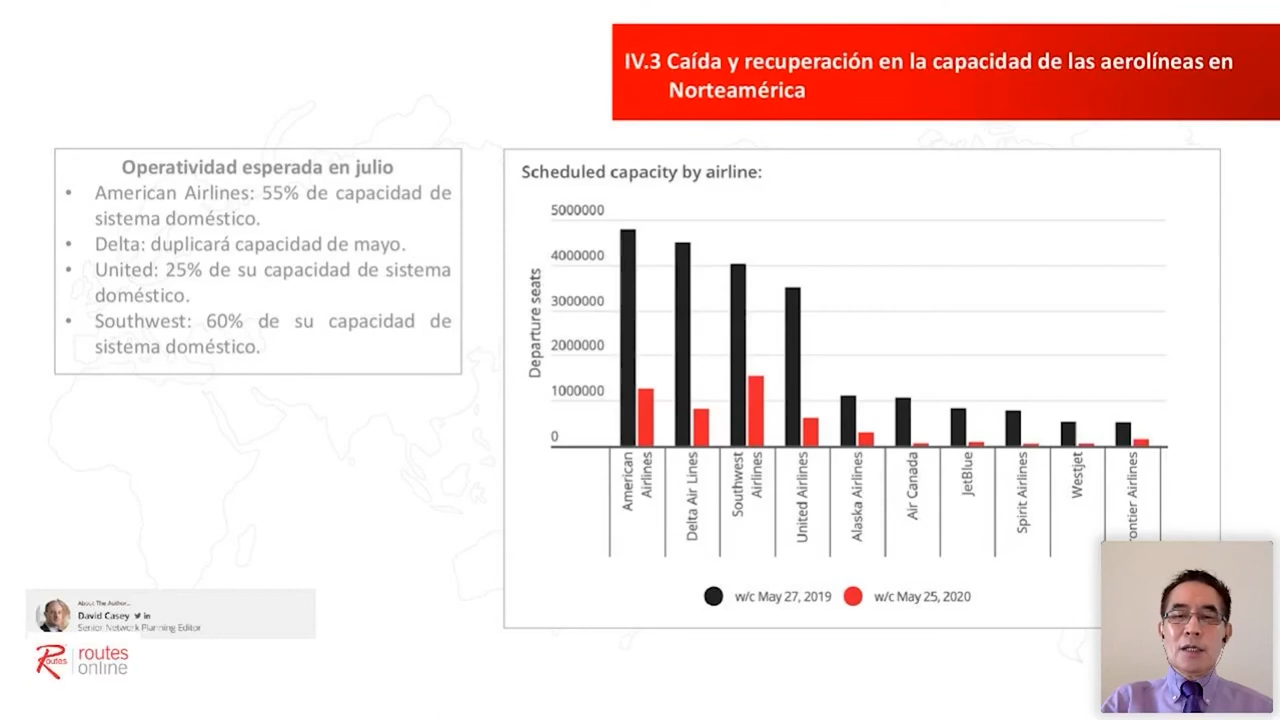 IV.3 Caída y recuperación en la capacidad de las aerolíneas en
Norteamérica
Operatividad esperada en julio
• American Airlines: 55% de capacidad de
sistema doméstico.
• Delta: duplicará capacidad de mayo.
• United: 25% de su capacidad de sistema
doméstico.
• Southwest: 60% de su capacidad de
sistema doméstico.
Scheduled capacity by airline:
Departure seats
5000000
4000000
3000000
2000000
1000000
0
American
Airlines
Delta Air Lines
Southwest
Airlines
United Airlines
Alaska Airlines
Air Canada
JetBlue
Spirit Airlines
Westjet
rontier Airlines
w/c May 27, 2019
w/c May 25, 2020
About The Author...
David Casey in
Senior Network Planning Editor
Routes
routes
online